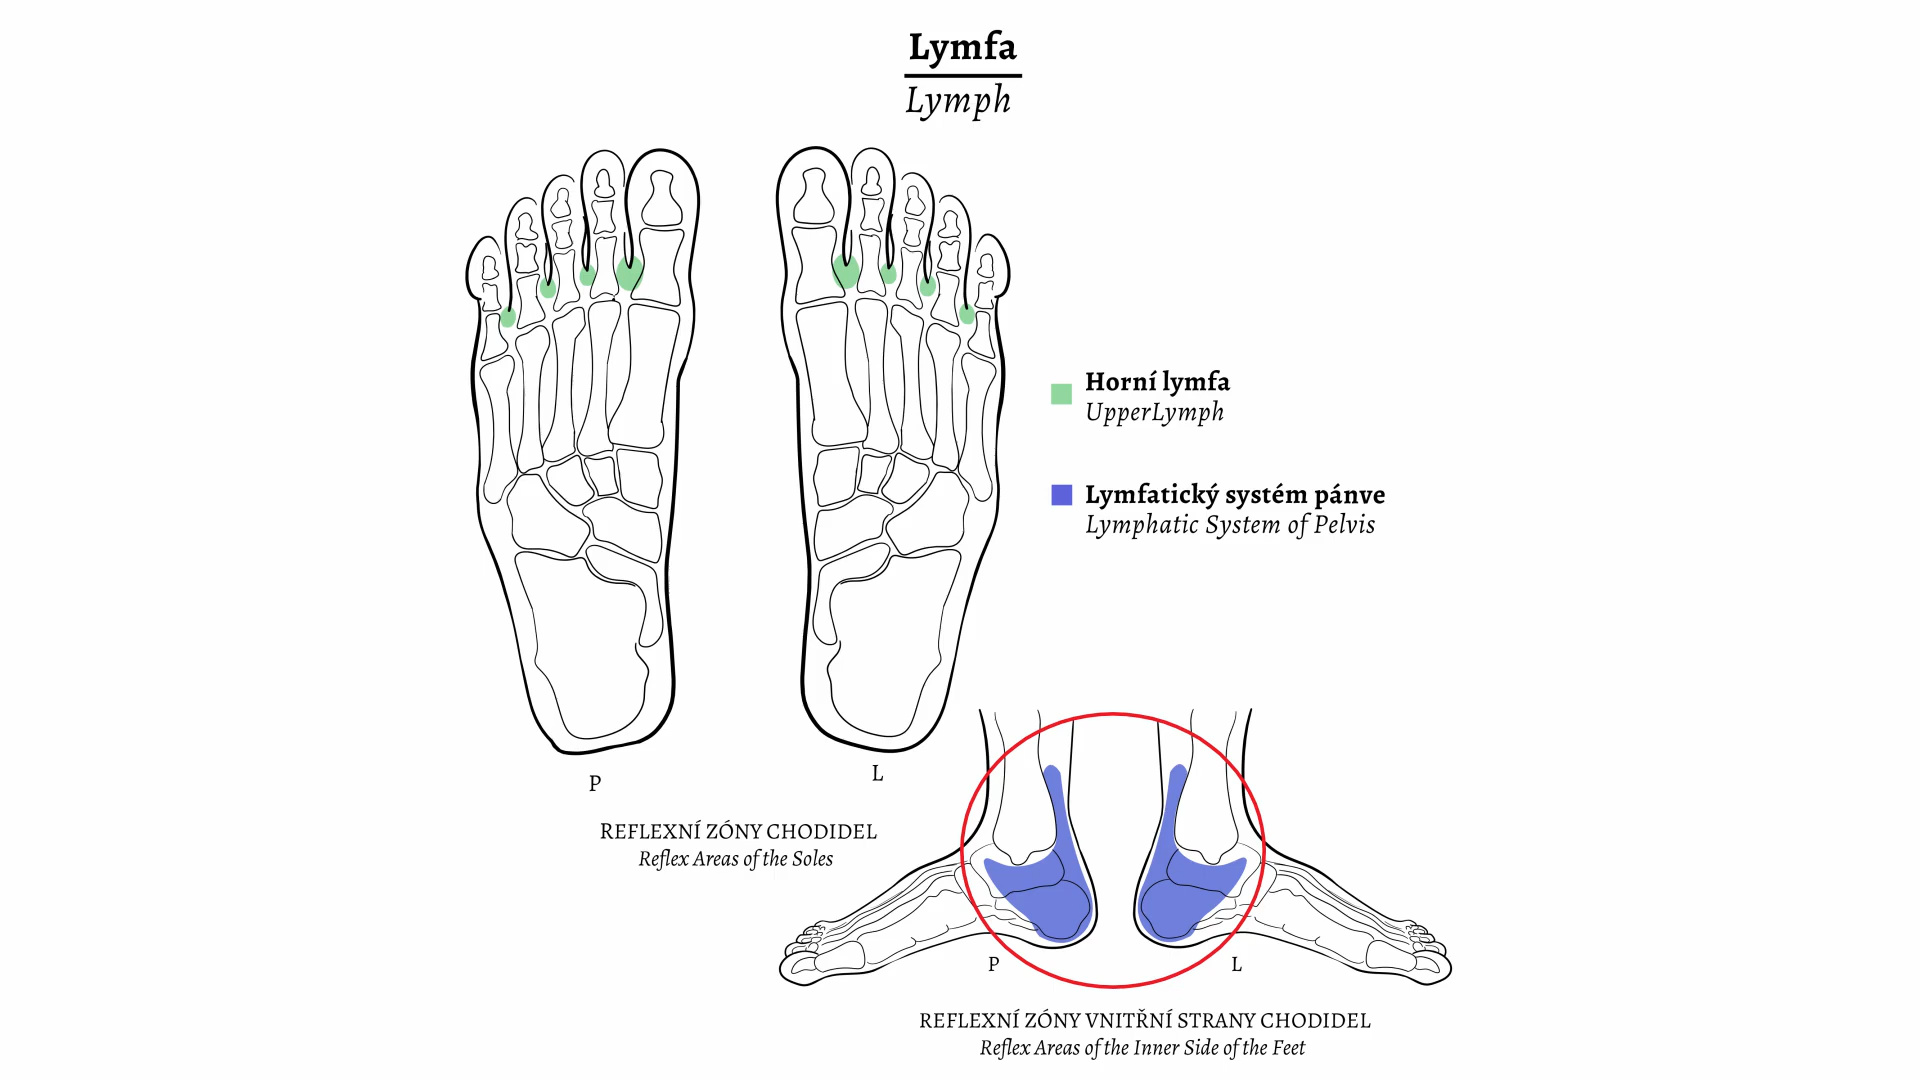 Lymfa
Lymph
Horní lymfa
UpperLymph
Lymfatický systém pánve
Lymphatic System of Pelvis
P
L
REFLEXNÍ ZÓNY CHODIDEL
Reflex Areas of the Soles
P
L
REFLEXNÍ ZÓNY VNITŘNÍ STRANY CHODIDEL
Reflex Areas of the Inner Side of the Feet